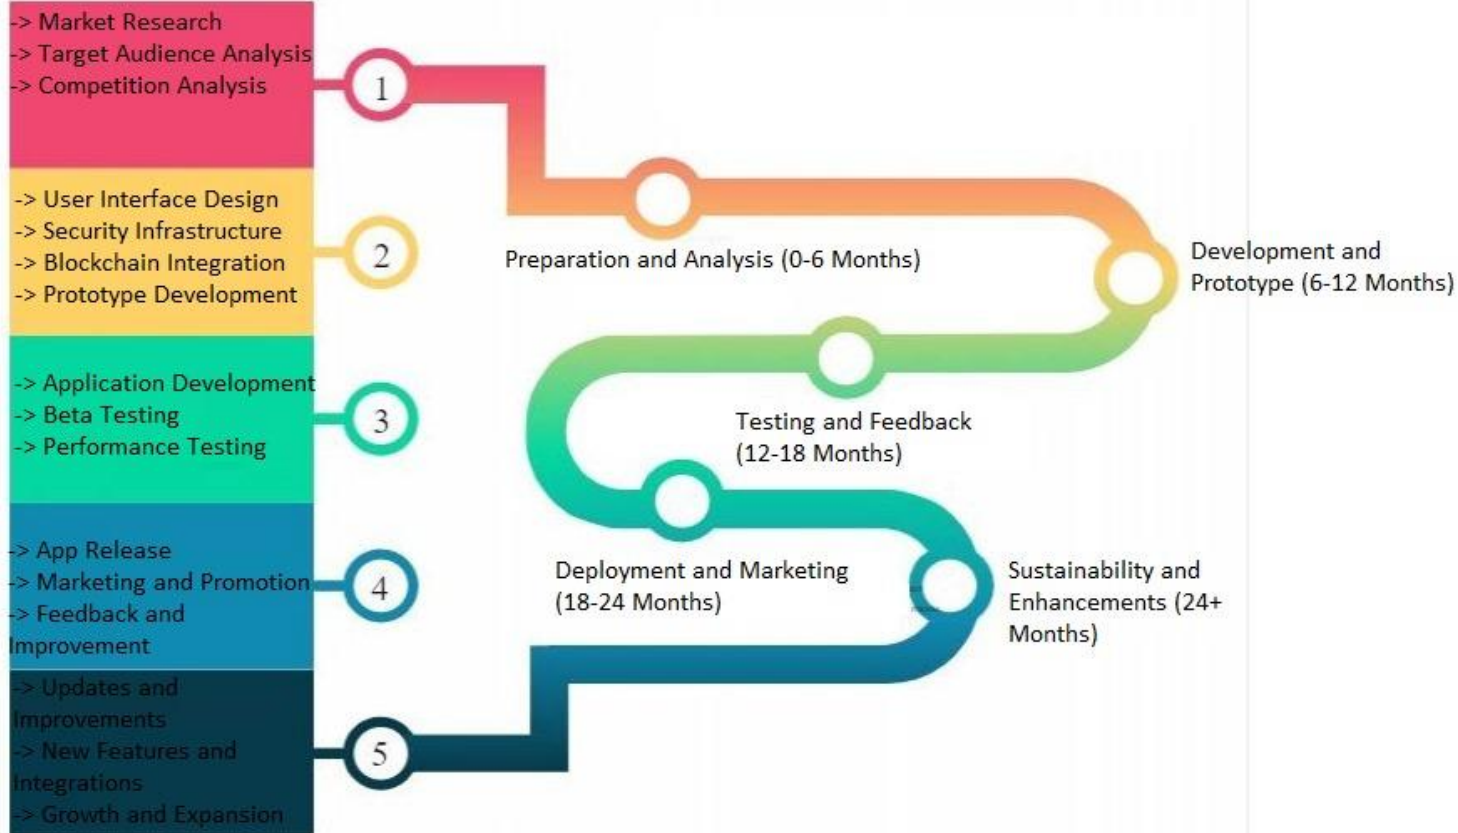 -> Market Research
-> Target Audience Analysis
-> Competition Analysis
1
-> User Interface Design
-> Security Infrastructure
-> Blockchain Integration
-> Prototype Development
2
-> Application Development
-> Beta Testing
-> Performance Testing
3
-> App Release
-> Marketing and Promotion
-> Feedback and
Improvement
4
-> Updates and
Improvements
-> New Features and
Integrations
-> Growth and Expansion
5
Preparation and Analysis (0-6 Months)
Development and
Prototype (6-12 Months)
Testing and Feedback
(12-18 Months)
Deployment and Marketing
(18-24 Months)
Sustainability and
Enhancements (24+
Months)